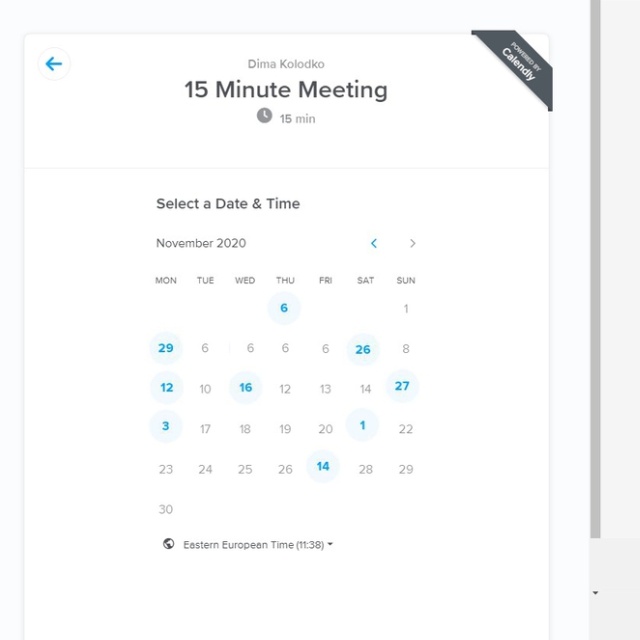 POWERED BY
Calendly
Dima Kolodko
15 Minute Meeting
15 min
Select a Date & Time
November 2020
MON TUE WED THU FRI SAT SUN
6 1
29 6 6 6 6 26 8
12 10 16 12 13 14 27
3 17 18 19 20 1 22
23 24 25 26 14 28 29
30
Eastern European Time (11:38)